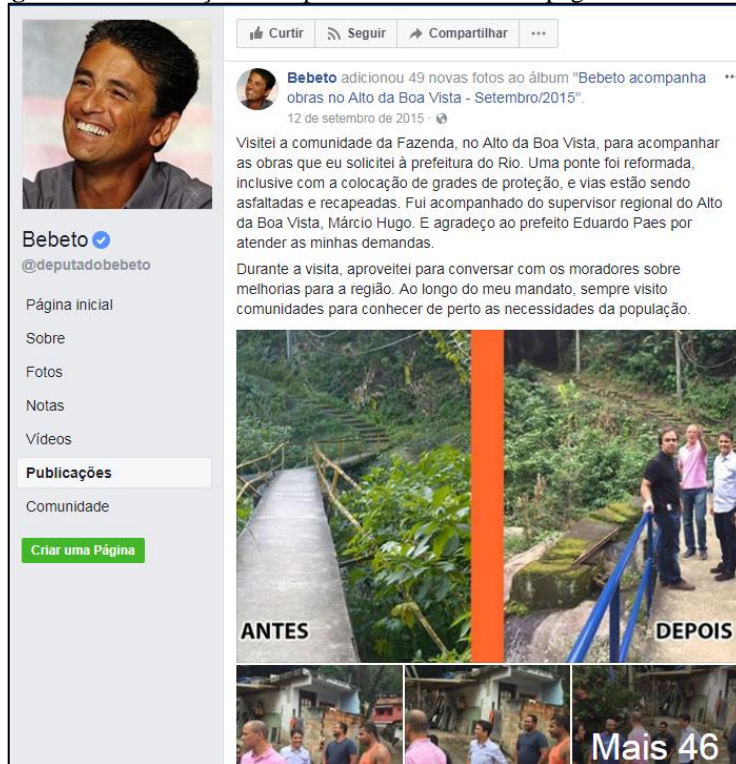 Curtir Seguir Compartilhar ...
Bebeto adicionou 49 novas fotos ao álbum "Bebeto acompanha
obras no Alto da Boa Vista - Setembro/2015".
12 de setembro de 2015
Visitei a comunidade da Fazenda, no Alto da Boa Vista, para acompanhar
as obras que eu solicitei à prefeitura do Rio. Uma ponte foi reformada,
inclusive com a colocação de grades de proteção, e vias estão sendo
asfaltadas e recapeadas. Fui acompanhado do supervisor regional do Alto
da Boa Vista, Márcio Hugo. E agradeço ao prefeito Eduardo Paes por
atender as minhas demandas.
Durante a visita, aproveitei para conversar com os moradores sobre
melhorias para a região. Ao longo do meu mandato, sempre visito
comunidades para conhecer de perto as necessidades da população.
Bebeto
@deputadobebeto
Página inicial
Sobre
Fotos
Notas
Vídeos
Publicações
Comunidade
Criar uma Página
ANTES
DEPOIS
Mais 46